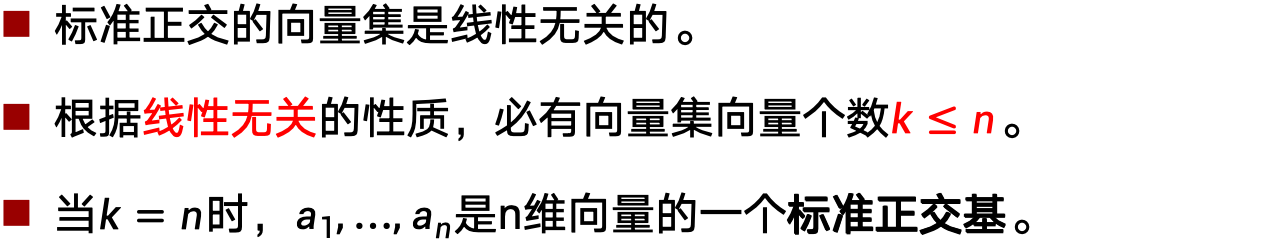 标准正交的向量集是线性无关的。
根据线性无关的性质，必有向量集向量个数k ≤ n。
当k = n时，a₁, ..., aₙ是n维向量的一个标准正交基。